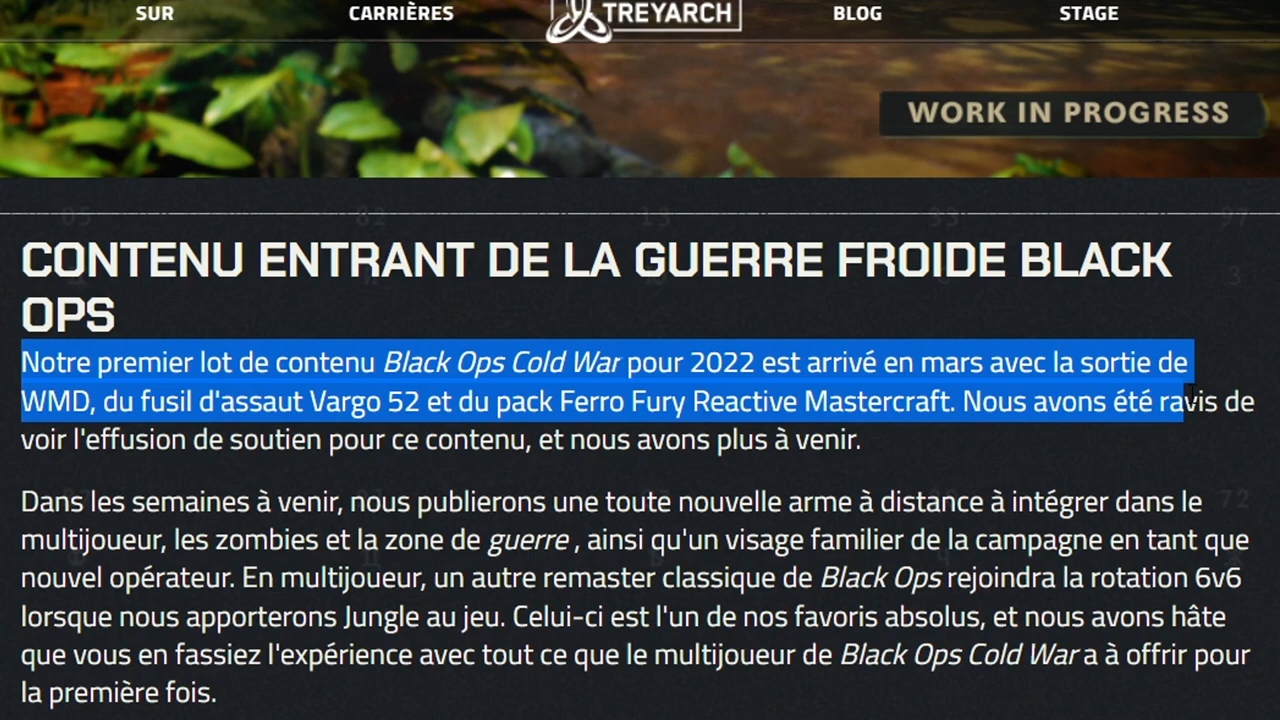 SUR CARRIÈRES TREYARCH BLOG STAGE
WORK IN PROGRESS
CONTENU ENTRANT DE LA GUERRE FROIDE BLACK
OPS
Notre premier lot de contenu Black Ops Cold War pour 2022 est arrivé en mars avec la sortie de
WMD, du fusil d'assaut Vargo 52 et du pack Ferro Fury Reactive Mastercraft. Nous avons été ravis de
voir l'effusion de soutien pour ce contenu, et nous avons plus à venir.
Dans les semaines à venir, nous publierons une toute nouvelle arme à distance à intégrer dans le
multijoueur, les zombies et la zone de guerre , ainsi qu'un visage familier de la campagne en tant que
nouvel opérateur. En multijoueur, un autre remaster classique de Black Ops rejoindra la rotation 6v6
lorsque nous apporterons Jungle au jeu. Celui-ci est l'un de nos favoris absolus, et nous avons hâte
que vous en fassiez l'expérience avec tout ce que le multijoueur de Black Ops Cold War a à offrir pour
la première fois.